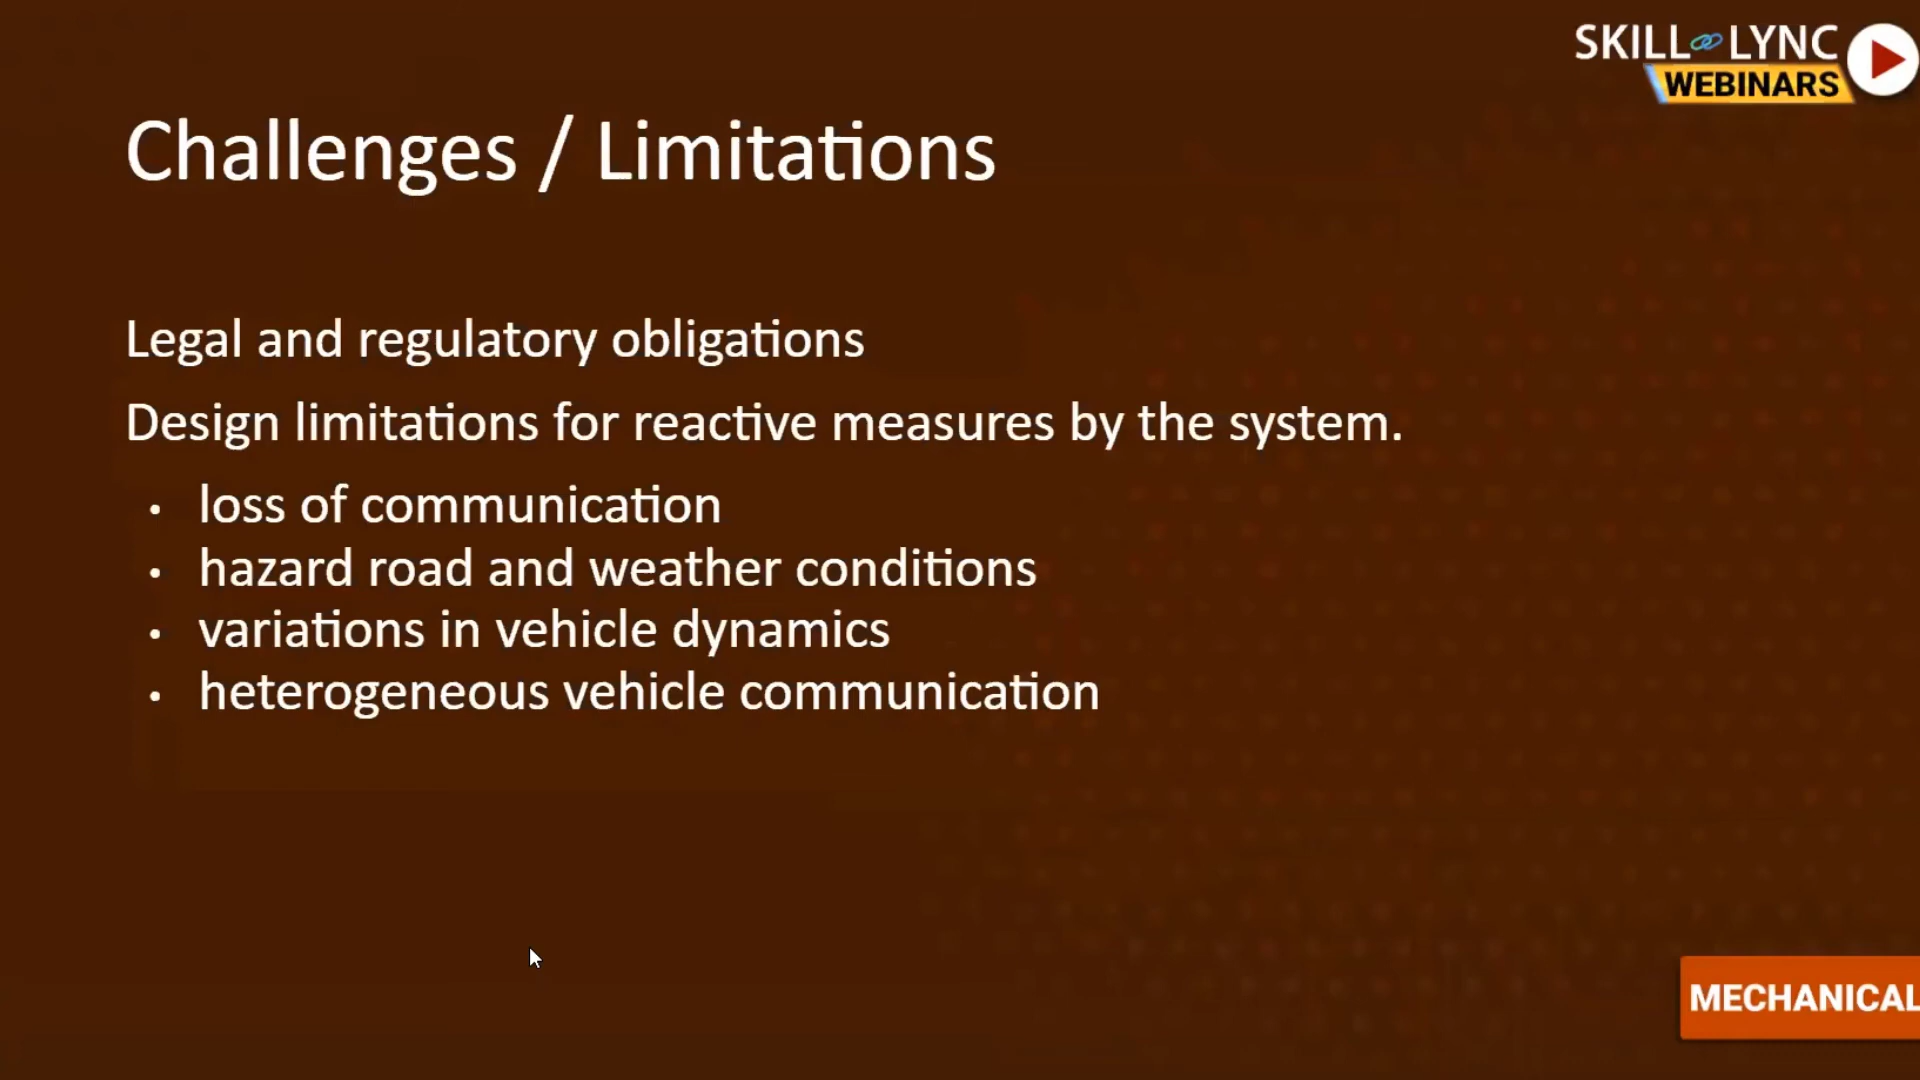 SKILL LYNC
WEBINARS
Challenges / Limitations
Legal and regulatory obligations
Design limitations for reactive measures by the system.
• loss of communication
• hazard road and weather conditions
• variations in vehicle dynamics
• heterogeneous vehicle communication
MECHANICAL